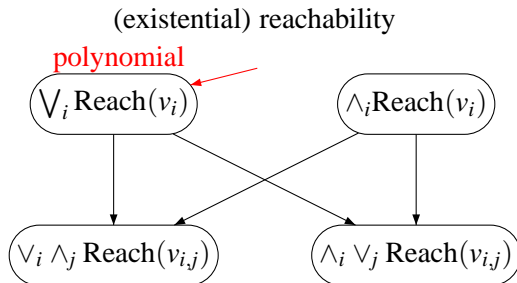 (existential) reachability
polynomial
⋁ᵢ Reach(vᵢ)
∧ᵢReach(vᵢ)
∨ᵢ ∧ⱼ Reach(vᵢ,ⱼ)
∧ᵢ ∨ⱼ Reach(vᵢ,ⱼ)